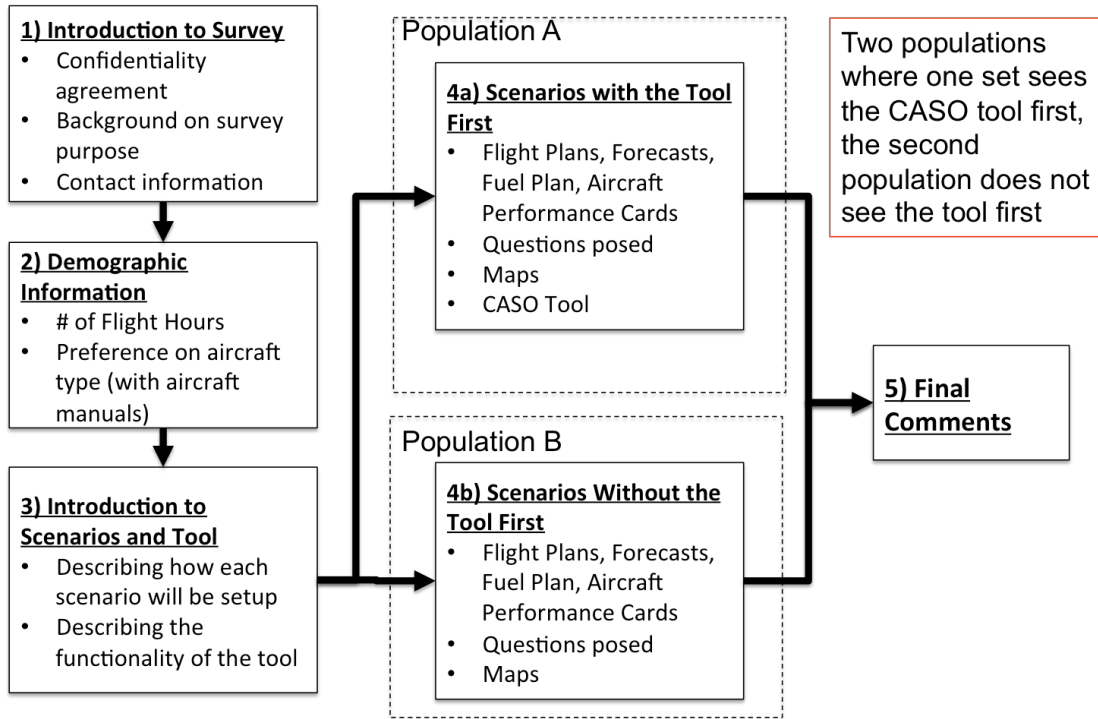 1) Introduction to Survey
• Confidentiality
agreement
• Background on survey
purpose
• Contact information
2) Demographic
Information
• # of Flight Hours
• Preference on aircraft
type (with aircraft
manuals)
3) Introduction to
Scenarios and Tool
• Describing how each
scenario will be setup
• Describing the
functionality of the tool
Population A
4a) Scenarios with the Tool
First
• Flight Plans, Forecasts,
Fuel Plan, Aircraft
Performance Cards
• Questions posed
• Maps
• CASO Tool
Population B
4b) Scenarios Without the
Tool First
• Flight Plans, Forecasts,
Fuel Plan, Aircraft
Performance Cards
• Questions posed
• Maps
Two populations
where one set sees
the CASO tool first,
the second
population does not
see the tool first
5) Final
Comments